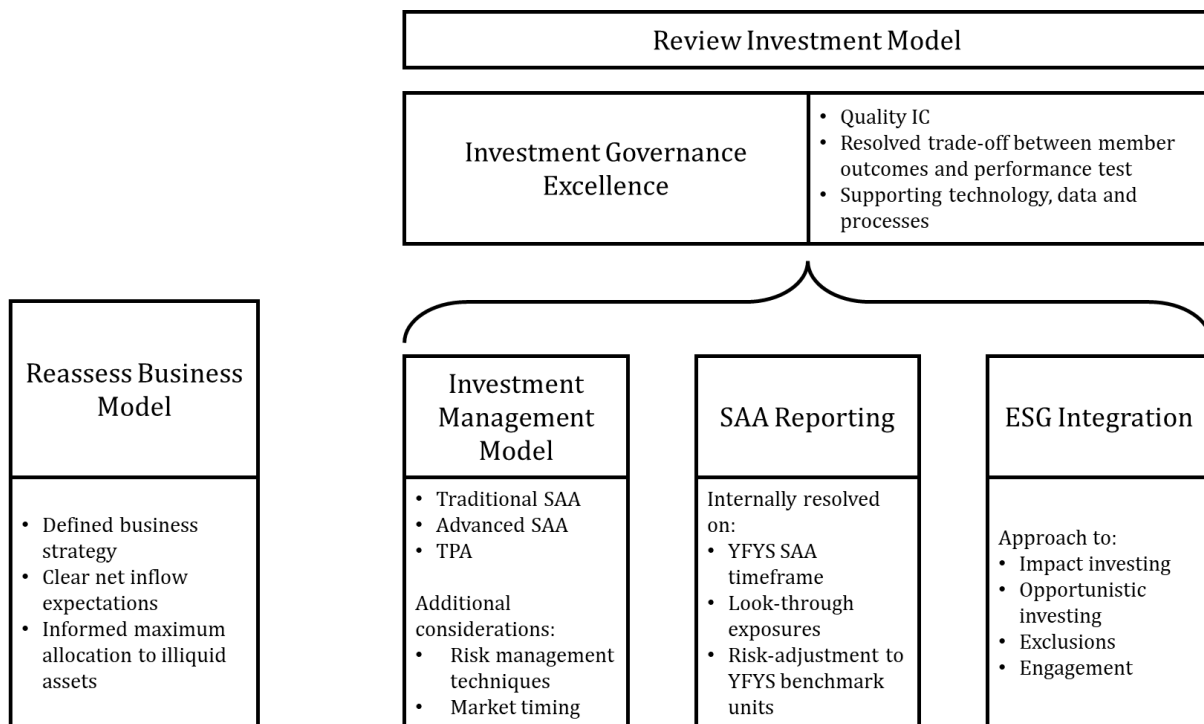 Review Investment Model
Investment Governance
Excellence
• Quality IC
• Resolved trade-off between member
outcomes and performance test
• Supporting technology, data and
processes
Reassess Business
Model
• Defined business
strategy
• Clear net inflow
expectations
• Informed maximum
allocation to illiquid
assets
Investment
Management
Model
• Traditional SAA
• Advanced SAA
• TPA
Additional
considerations:
• Risk management
techniques
• Market timing
SAA Reporting
Internally resolved
on:
• YFYS SAA
timeframe
• Look-through
exposures
• Risk-adjustment to
YFYS benchmark
units
ESG Integration
Approach to:
• Impact investing
• Opportunistic
investing
• Exclusions
• Engagement